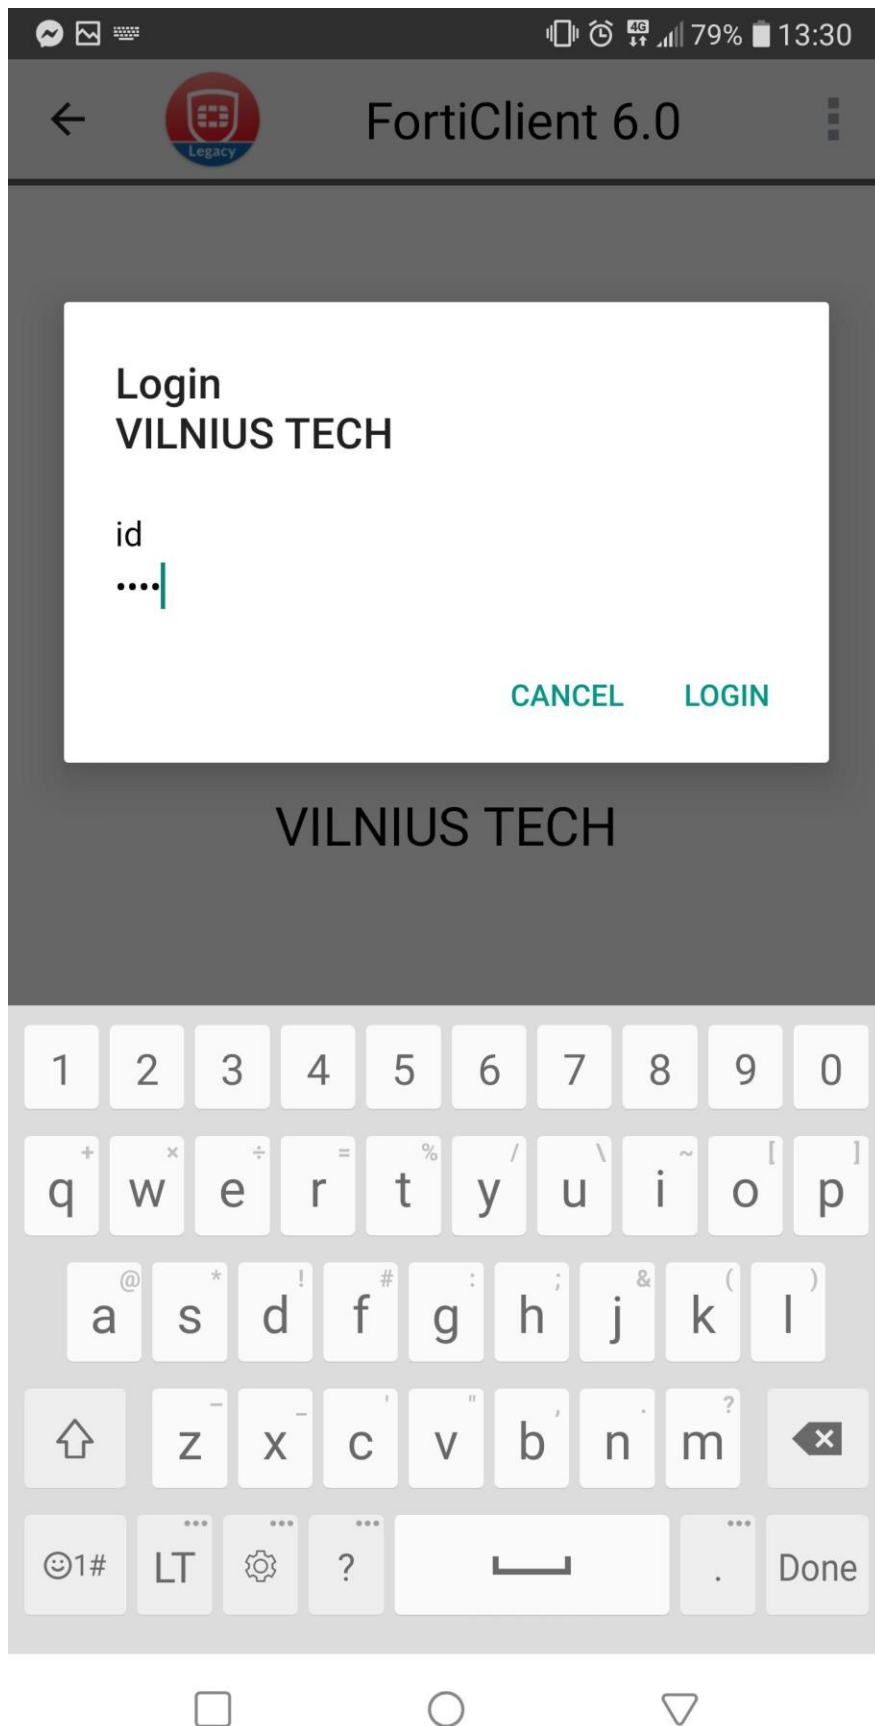 4G 79% 13:30
Legacy FortiClient 6.0
Login
VILNIUS TECH
id
••••
CANCEL LOGIN
VILNIUS TECH
1 2 3 4 5 6 7 8 9 0
+ × ÷ = % / \ ~ [ ]
q w e r t y u i o p
@ * ! # : ; & ( )
a s d f g h j k l
– _ ' " , . ?
z x c v b n m
☺1# LT ? . Done